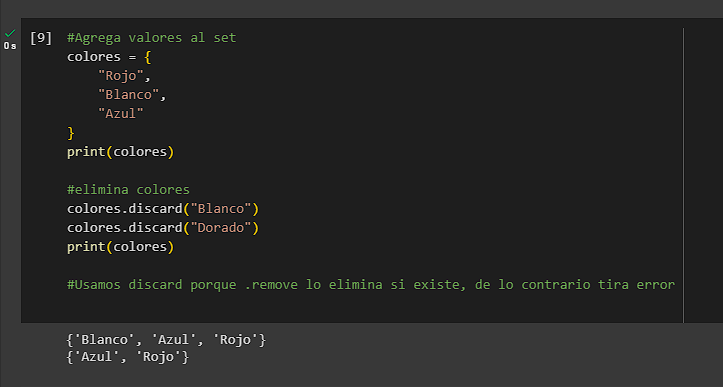 [9] #Agrega valores al set
colores = {
"Rojo",
"Blanco",
"Azul"
}
print(colores)
#elimina colores
colores.discard("Blanco")
colores.discard("Dorado")
print(colores)
#Usamos discard porque .remove lo elimina si existe, de lo contrario tira error
0 s
{'Blanco', 'Azul', 'Rojo'}
{'Azul', 'Rojo'}